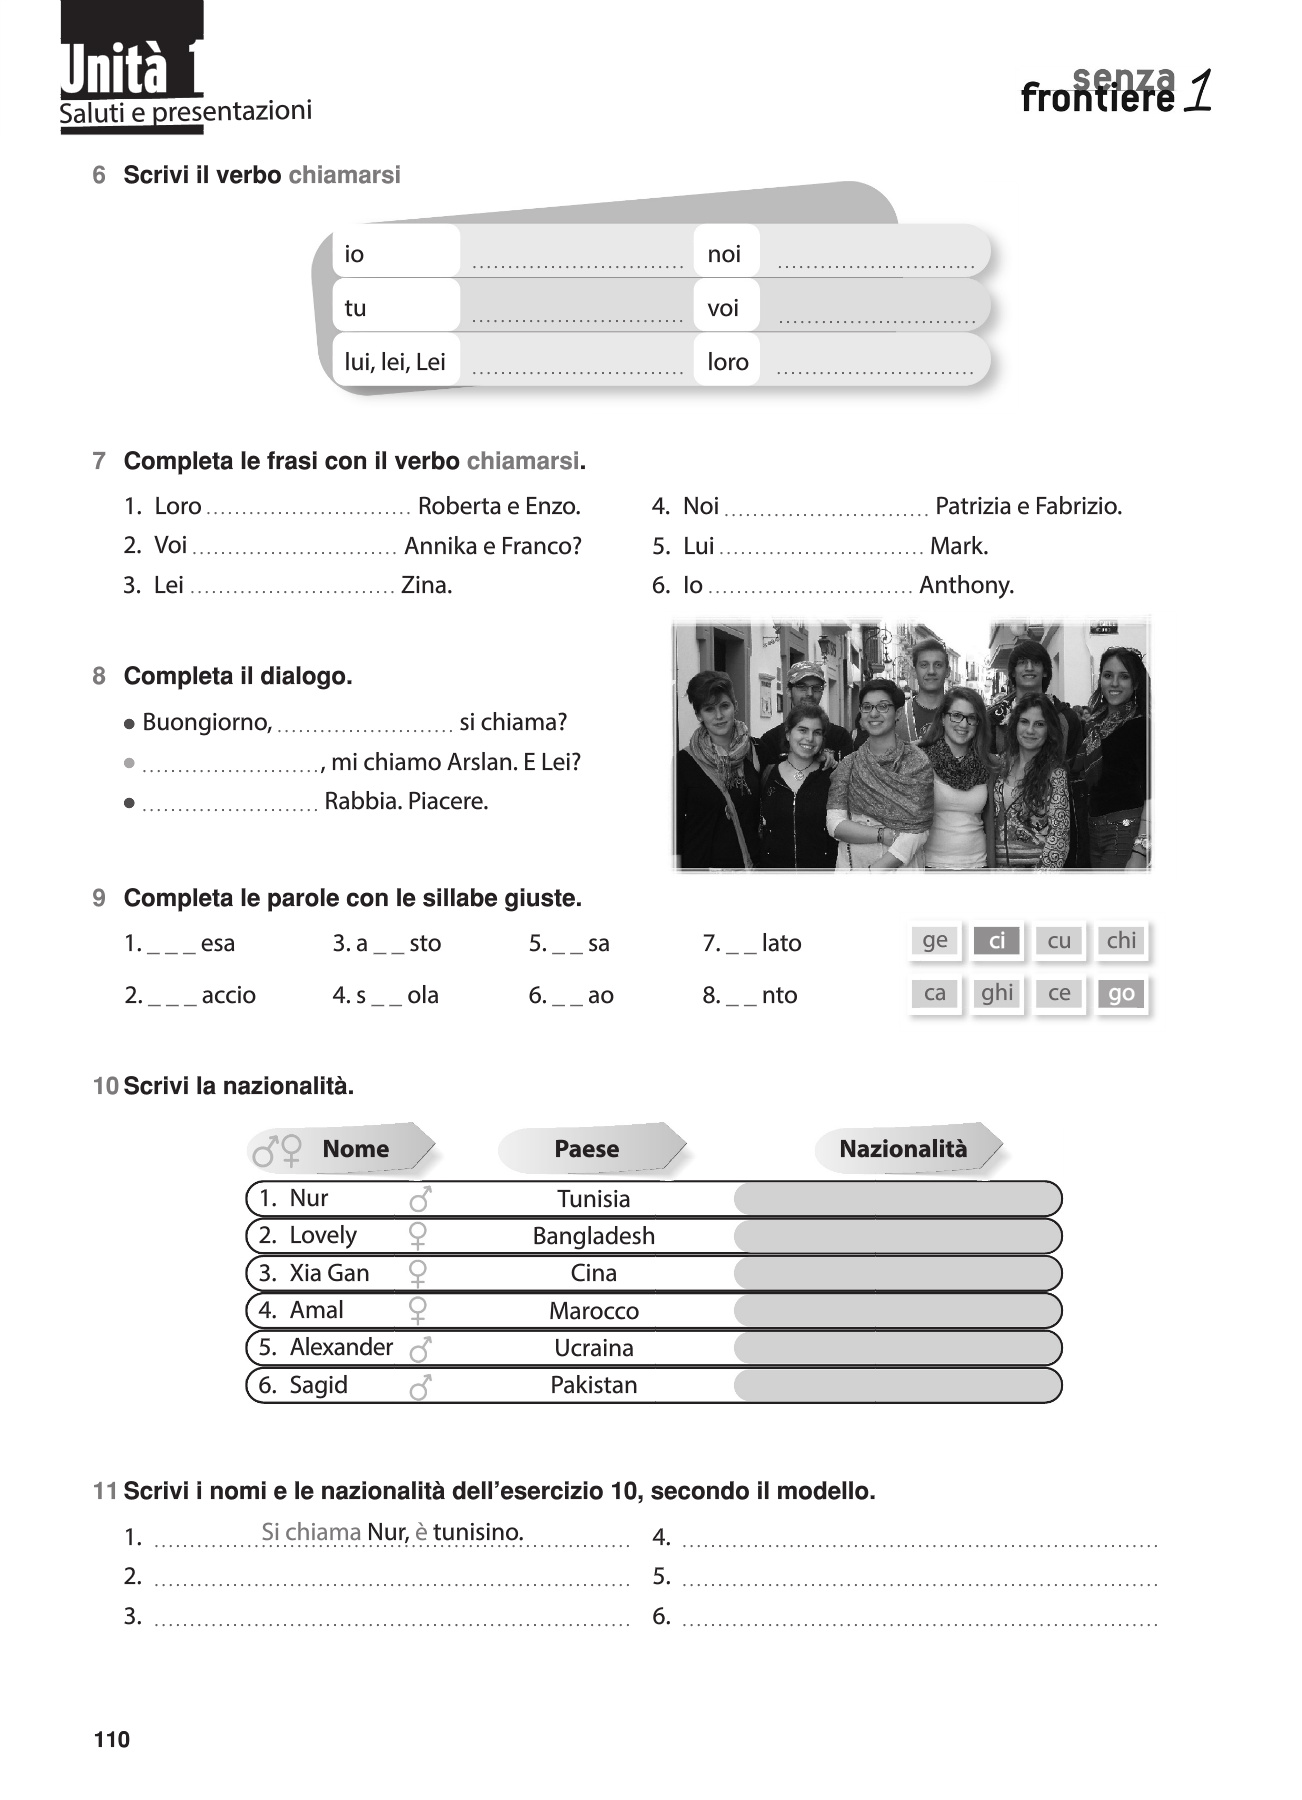 Unità 1
Saluti e presentazioni
senza
frontiere 1
6 Scrivi il verbo chiamarsi
io ............................ noi ............................
tu ............................ voi ............................
lui, lei, Lei ............................ loro ............................
7 Completa le frasi con il verbo chiamarsi.
1. Loro ............................ Roberta e Enzo.
2. Voi ............................ Annika e Franco?
3. Lei ............................ Zina.
4. Noi ............................ Patrizia e Fabrizio.
5. Lui ............................ Mark.
6. Io ............................ Anthony.
8 Completa il dialogo.
● Buongiorno, ......................... si chiama?
● ........................., mi chiamo Arslan. E Lei?
● ......................... Rabbia. Piacere.
9 Completa le parole con le sillabe giuste.
1. _ _ _ esa 3. a _ _ sto 5. _ _ sa 7. _ _ lato
2. _ _ _ accio 4. s _ _ ola 6. _ _ ao 8. _ _ nto
ge ci cu chi
ca ghi ce go
10 Scrivi la nazionalità.
♂♀ Nome Paese Nazionalità
1. Nur ♂ Tunisia
2. Lovely ♀ Bangladesh
3. Xia Gan ♀ Cina
4. Amal ♀ Marocco
5. Alexander ♂ Ucraina
6. Sagid ♂ Pakistan
11 Scrivi i nomi e le nazionalità dell'esercizio 10, secondo il modello.
1. Si chiama Nur, è tunisino.
2. ............................
3. ............................
4. ............................
5. ............................
6. ............................
110